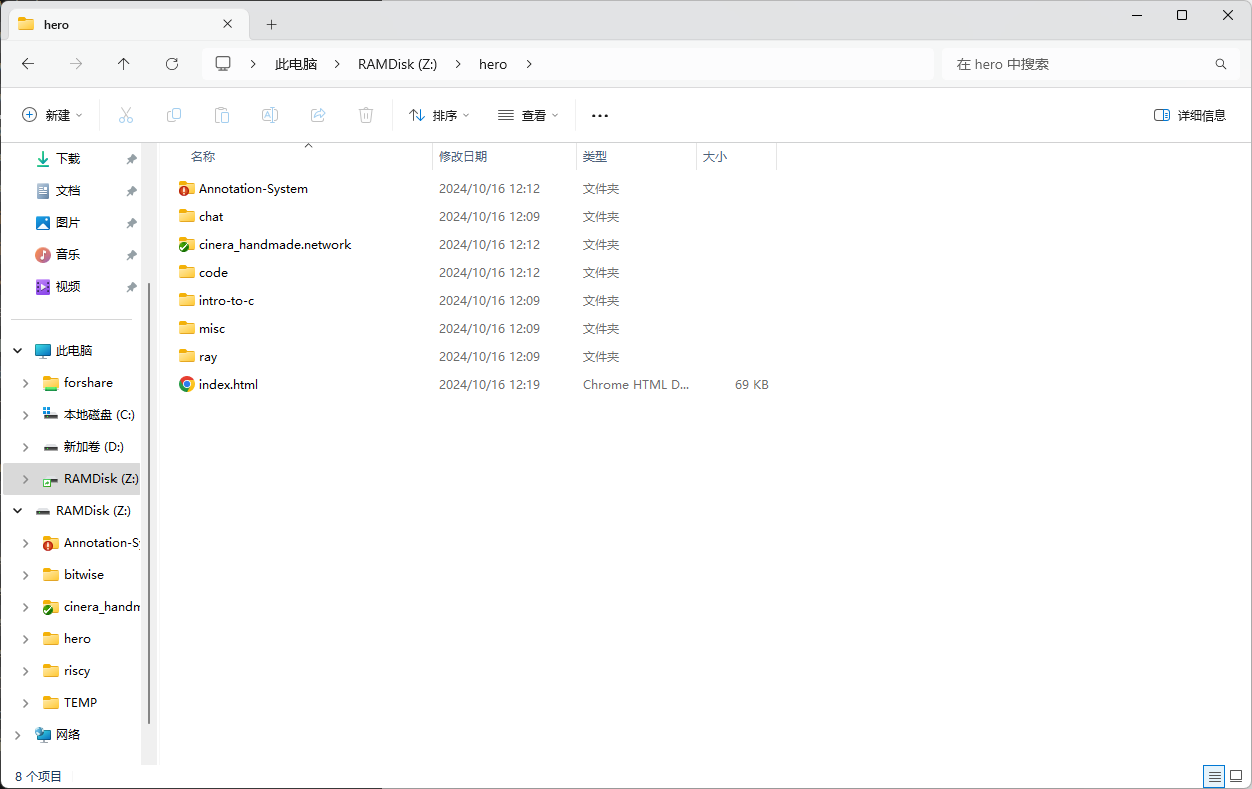 hero
此电脑 RAMDisk (Z:) hero
在 hero 中搜索
新建 排序 查看 ... 详细信息
下载
文档
图片
音乐
视频
此电脑
forshare
本地磁盘 (C:)
新加卷 (D:)
RAMDisk (Z:)
RAMDisk (Z:)
Annotation-Sy
bitwise
cinera_handm
hero
riscy
TEMP
网络
名称 修改日期 类型 大小
Annotation-System 2024/10/16 12:12 文件夹
chat 2024/10/16 12:09 文件夹
cinera_handmade.network 2024/10/16 12:12 文件夹
code 2024/10/16 12:12 文件夹
intro-to-c 2024/10/16 12:09 文件夹
misc 2024/10/16 12:09 文件夹
ray 2024/10/16 12:09 文件夹
index.html 2024/10/16 12:19 Chrome HTML D... 69 KB
8 个项目